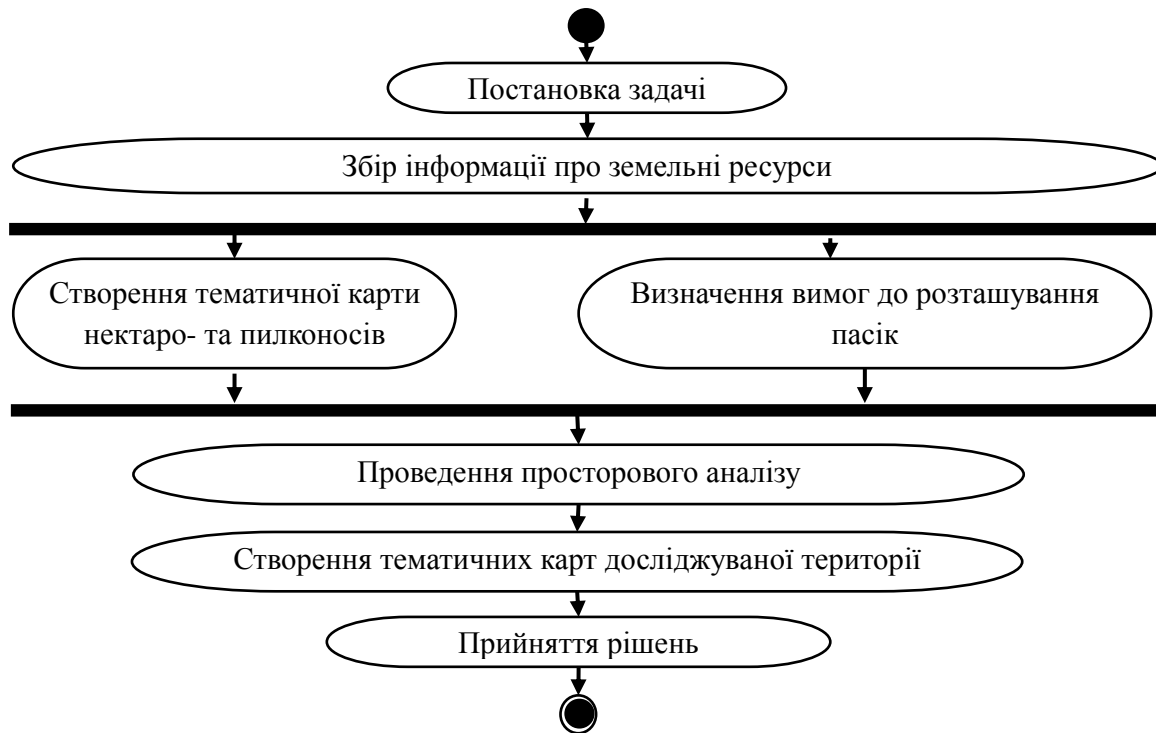 Постановка задачі
Збір інформації про земельні ресурси
Створення тематичної карти
нектаро- та пилконосів
Визначення вимог до розташування
пасік
Проведення просторового аналізу
Створення тематичних карт досліджуваної території
Прийняття рішень